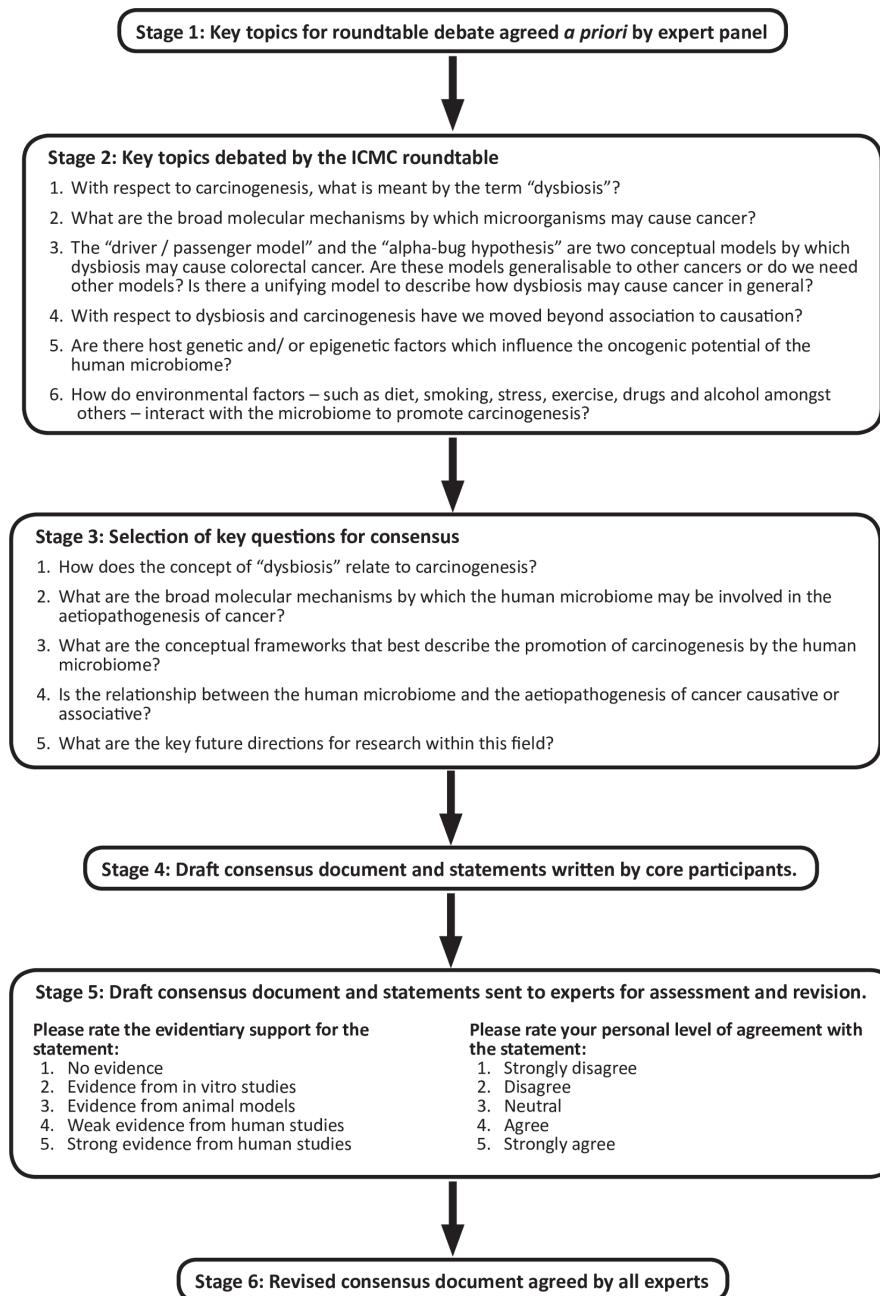 Stage 1: Key topics for roundtable debate agreed a priori by expert panel
Stage 2: Key topics debated by the ICMC roundtable
1. With respect to carcinogenesis, what is meant by the term “dysbiosis”?
2. What are the broad molecular mechanisms by which microorganisms may cause cancer?
3. The “driver / passenger model” and the “alpha-bug hypothesis” are two conceptual models by which
dysbiosis may cause colorectal cancer. Are these models generalisable to other cancers or do we need
other models? Is there a unifying model to describe how dysbiosis may cause cancer in general?
4. With respect to dysbiosis and carcinogenesis have we moved beyond association to causation?
5. Are there host genetic and/ or epigenetic factors which influence the oncogenic potential of the
human microbiome?
6. How do environmental factors – such as diet, smoking, stress, exercise, drugs and alcohol amongst
others – interact with the microbiome to promote carcinogenesis?
Stage 3: Selection of key questions for consensus
1. How does the concept of “dysbiosis” relate to carcinogenesis?
2. What are the broad molecular mechanisms by which the human microbiome may be involved in the
aetiopathogenesis of cancer?
3. What are the conceptual frameworks that best describe the promotion of carcinogenesis by the human
microbiome?
4. Is the relationship between the human microbiome and the aetiopathogenesis of cancer causative or
associative?
5. What are the key future directions for research within this field?
Stage 4: Draft consensus document and statements written by core participants.
Stage 5: Draft consensus document and statements sent to experts for assessment and revision.
Please rate the evidentiary support for the
statement:
1. No evidence
2. Evidence from in vitro studies
3. Evidence from animal models
4. Weak evidence from human studies
5. Strong evidence from human studies
Please rate your personal level of agreement with
the statement:
1. Strongly disagree
2. Disagree
3. Neutral
4. Agree
5. Strongly agree
Stage 6: Revised consensus document agreed by all experts